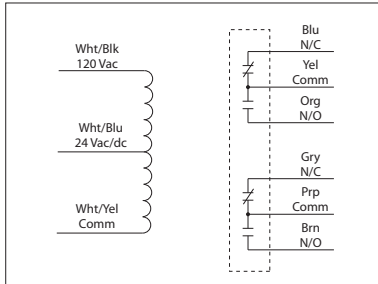 Wht/Blk
120 Vac
Wht/Blu
24 Vac/dc
Wht/Yel
Comm
Blu
N/C
Yel
Comm
Org
N/O
Gry
N/C
Prp
Comm
Brn
N/O